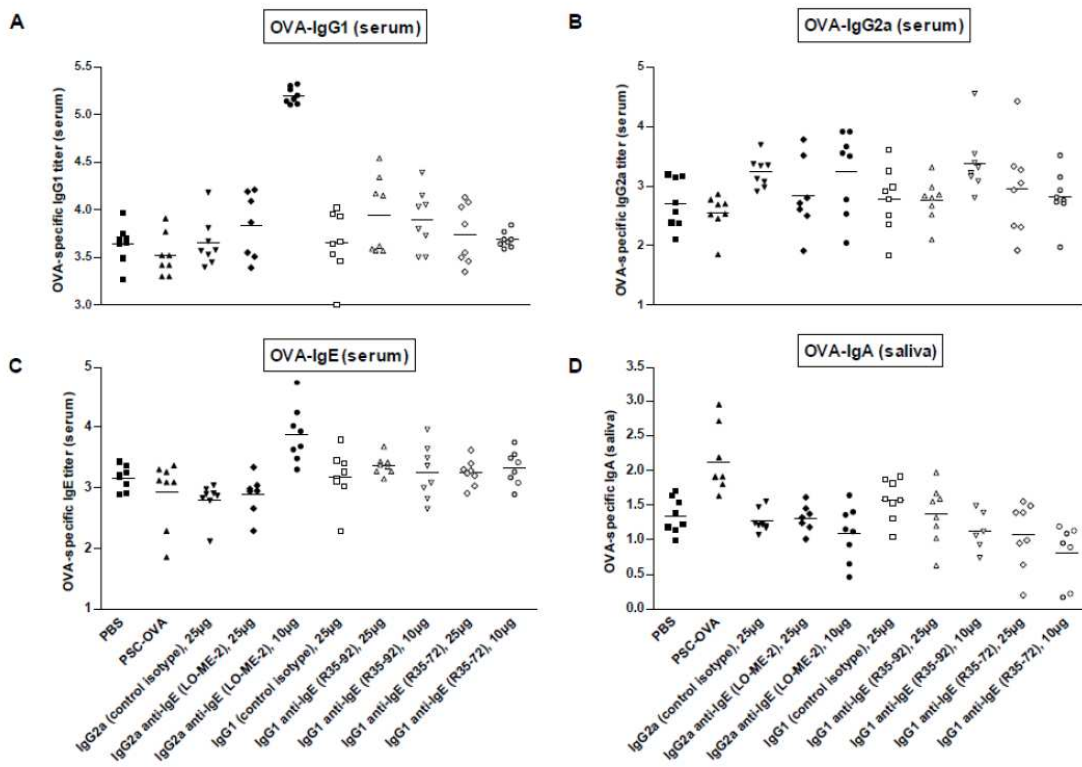 A
OVA-IgG1 (serum)
OVA-specific IgG1 titer (serum)
5.5
5.0
4.5
4.0
3.5
3.0
B
OVA-IgG2a (serum)
OVA-specific IgG2a titer (serum)
5
4
3
2
1
C
OVA-IgE (serum)
OVA-specific IgE titer (serum)
5
4
3
2
1
PBS
PSC-OVA
IgG2a (control isotype), 25µg
IgG2a anti-IgE (LO-ME-2), 25µg
IgG2a anti-IgE (LO-ME-2), 10µg
IgG1 (control isotype), 25µg
IgG1 anti-IgE (R35-92), 25µg
IgG1 anti-IgE (R35-92), 10µg
IgG1 anti-IgE (R35-72), 25µg
IgG1 anti-IgE (R35-72), 10µg
D
OVA-IgA (saliva)
OVA-specific IgA (saliva)
3.5
3.0
2.5
2.0
1.5
1.0
0.5
0.0
PBS
PSC-OVA
IgG2a (control isotype), 25µg
IgG2a anti-IgE (LO-ME-2), 25µg
IgG2a anti-IgE (LO-ME-2), 10µg
IgG1 (control isotype), 25µg
IgG1 anti-IgE (R35-92), 25µg
IgG1 anti-IgE (R35-92), 10µg
IgG1 anti-IgE (R35-72), 25µg
IgG1 anti-IgE (R35-72), 10µg